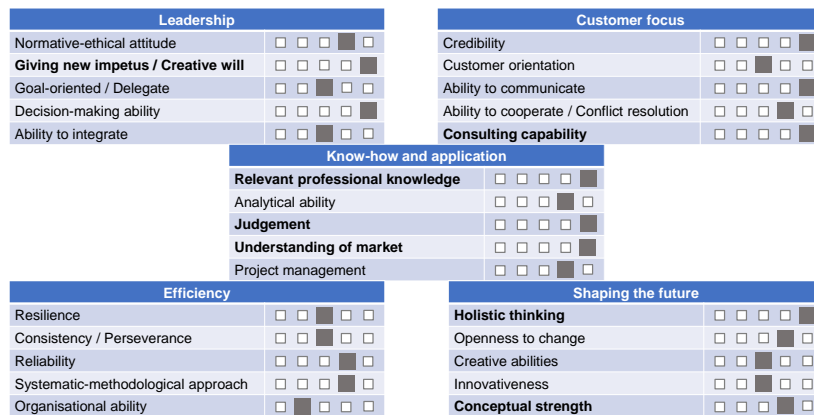 Leadership
Normative-ethical attitude
Giving new impetus / Creative will
Goal-oriented / Delegate
Decision-making ability
Ability to integrate
Customer focus
Credibility
Customer orientation
Ability to communicate
Ability to cooperate / Conflict resolution
Consulting capability
Know-how and application
Relevant professional knowledge
Analytical ability
Judgement
Understanding of market
Project management
Efficiency
Resilience
Consistency / Perseverance
Reliability
Systematic-methodological approach
Organisational ability
Shaping the future
Holistic thinking
Openness to change
Creative abilities
Innovativeness
Conceptual strength